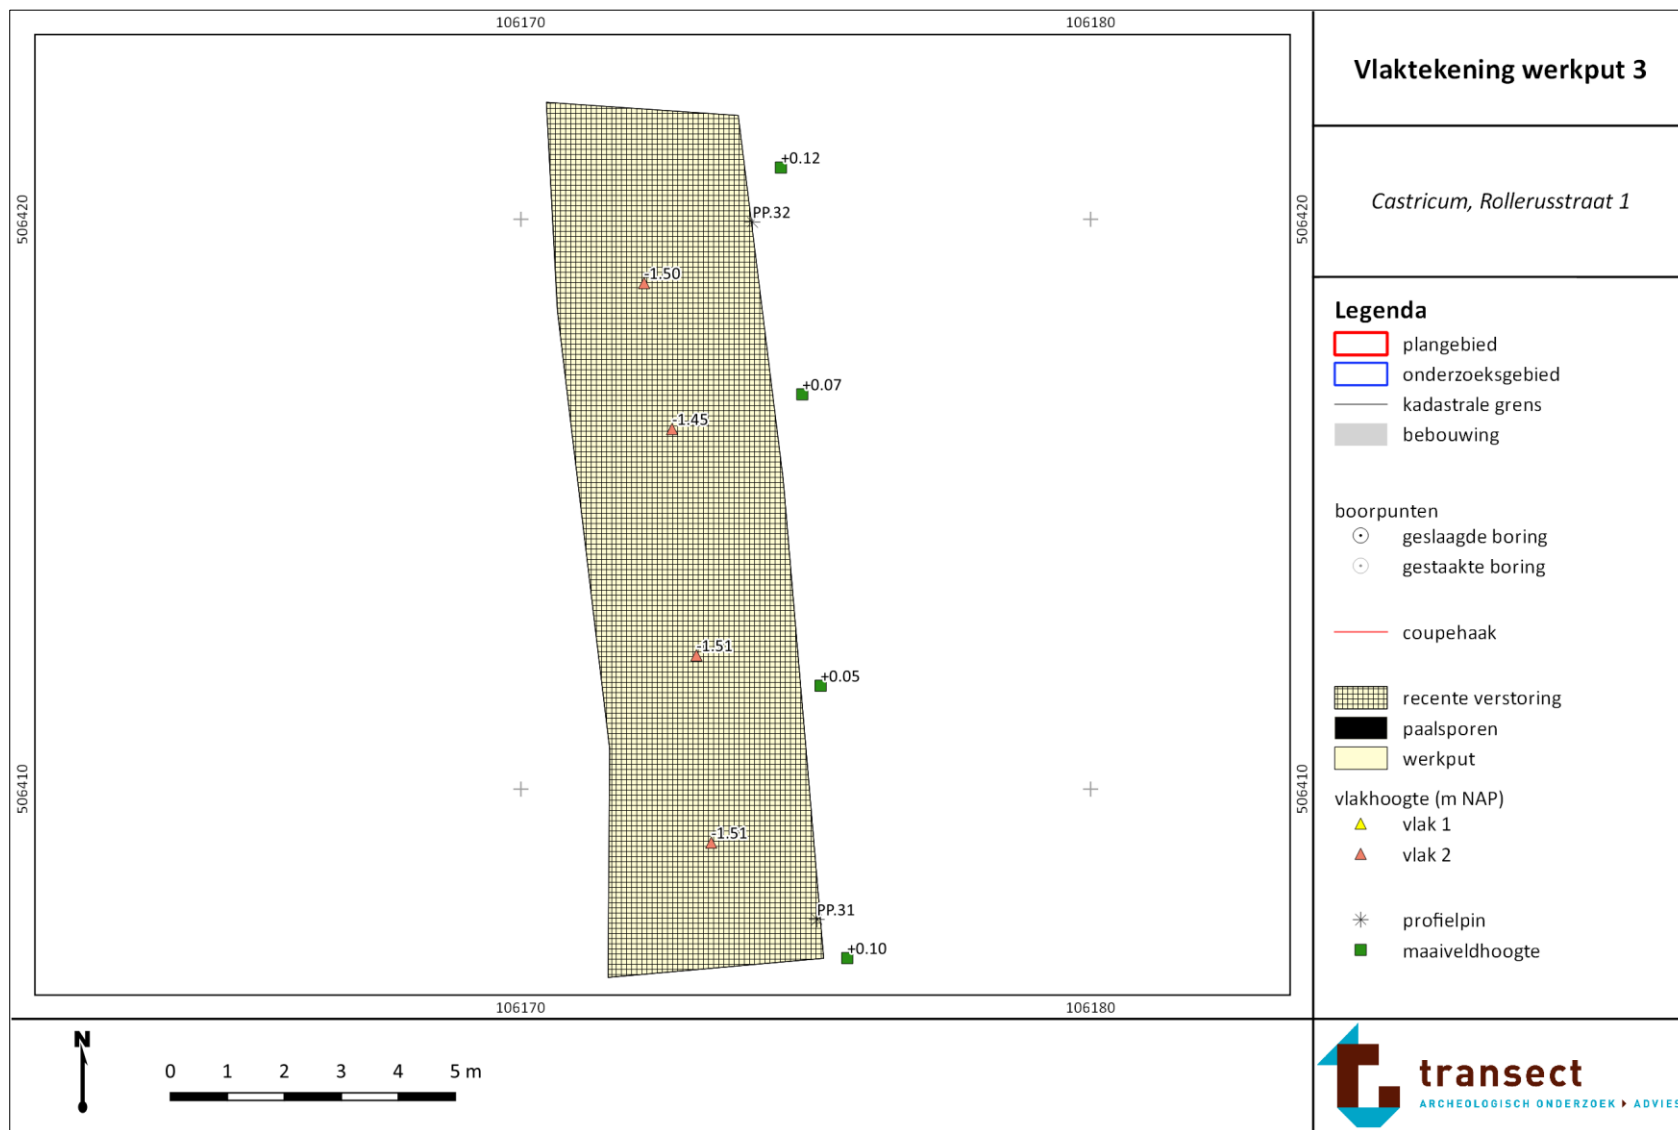 106170
106180
506420
506420
506410
506410
+0.12
PP.32
-1.50
+0.07
-1.45
-1.51
+0.05
-1.51
PP.31
+0.10
106170
106180
N
0 1 2 3 4 5 m
Vlaktekening werkput 3
Castricum, Rollerusstraat 1
Legenda
plangebied
onderzoeksgebied
kadastrale grens
bebouwing
boorpunten
geslaagde boring
gestaakte boring
coupehaak
recente verstoring
paalsporen
werkput
vlakhoogte (m NAP)
vlak 1
vlak 2
profielpin
maaiveldhoogte
transect
ARCHEOLOGISCH ONDERZOEK ▸ ADVIES